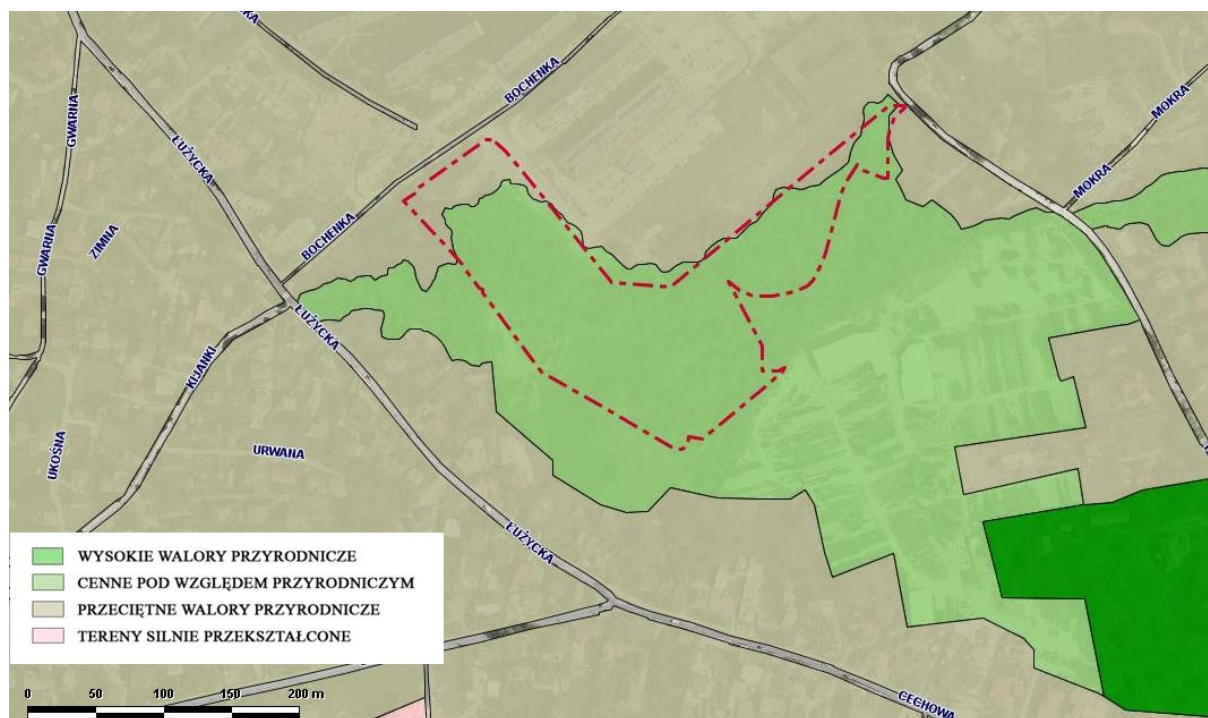 BOCHENKA
MOKRA
GWARNA
ŁUŻYCKA
MOKRA
GWARNA
ZIMNA
BOCHENKA
ŁUŻYCKA
KIJANKI
UKOŚNA
URWANA
ŁUŻYCKA
CECHOWA
WYSOKIE WALORY PRZYRODNICZE
CENNE POD WZGLĘDEM PRZYRODNICZYM
PRZECIĘTNE WALORY PRZYRODNICZE
TERENY SILNIE PRZEKSZTAŁCONE
0 50 100 150 200 m